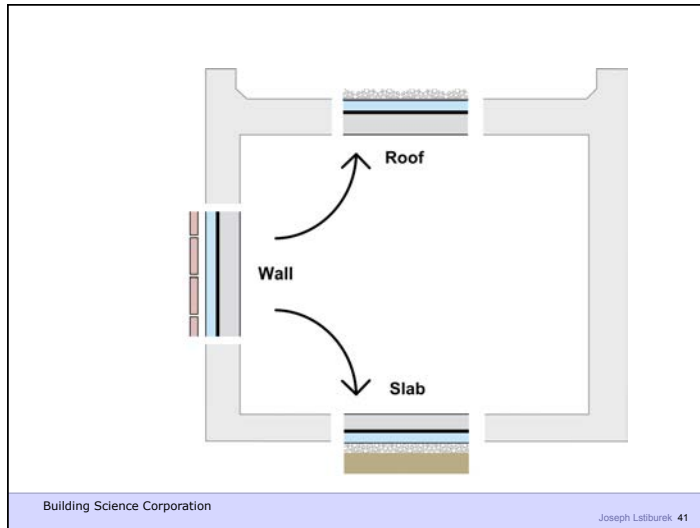 Roof
Wall
Slab
Building Science Corporation
Joseph Lstiburek 41